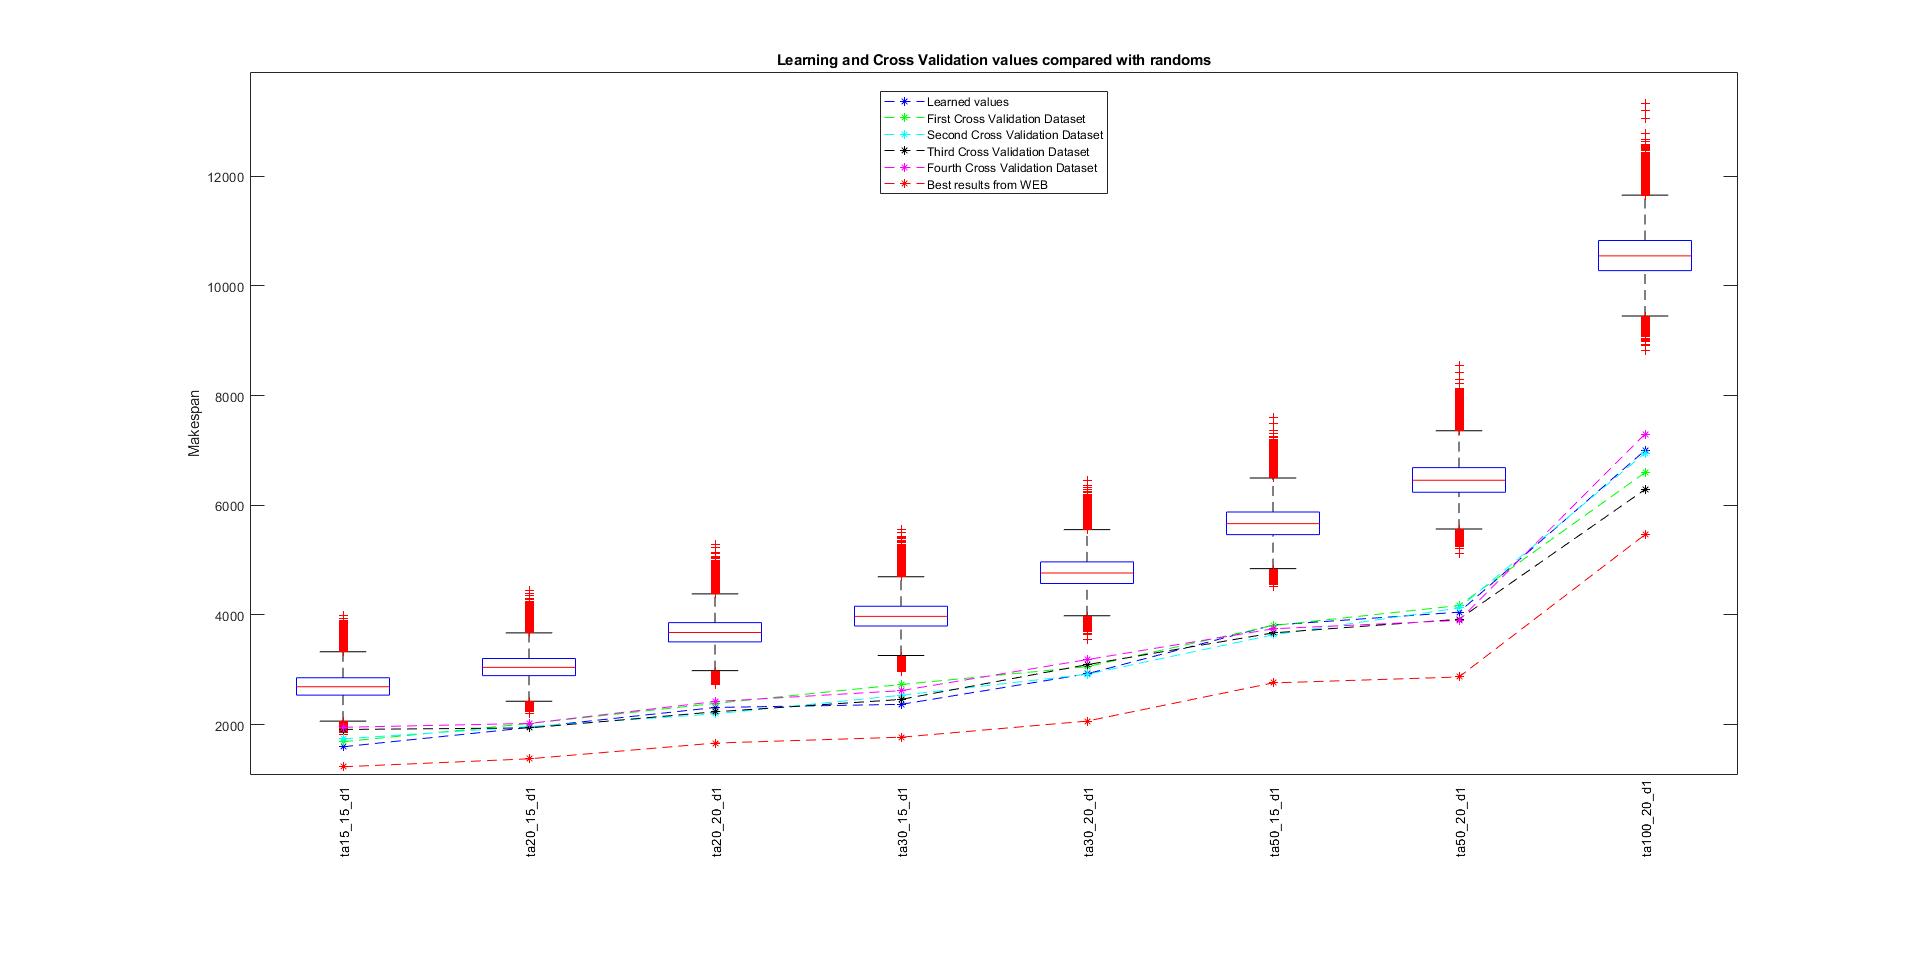 Learning and Cross Validation values compared with randoms
Learned values
First Cross Validation Dataset
Second Cross Validation Dataset
Third Cross Validation Dataset
Fourth Cross Validation Dataset
Best results from WEB
Makespan
12000
10000
8000
6000
4000
2000
ta15_15_d1
ta20_15_d1
ta20_20_d1
ta30_15_d1
ta30_20_d1
ta50_15_d1
ta50_20_d1
ta100_20_d1